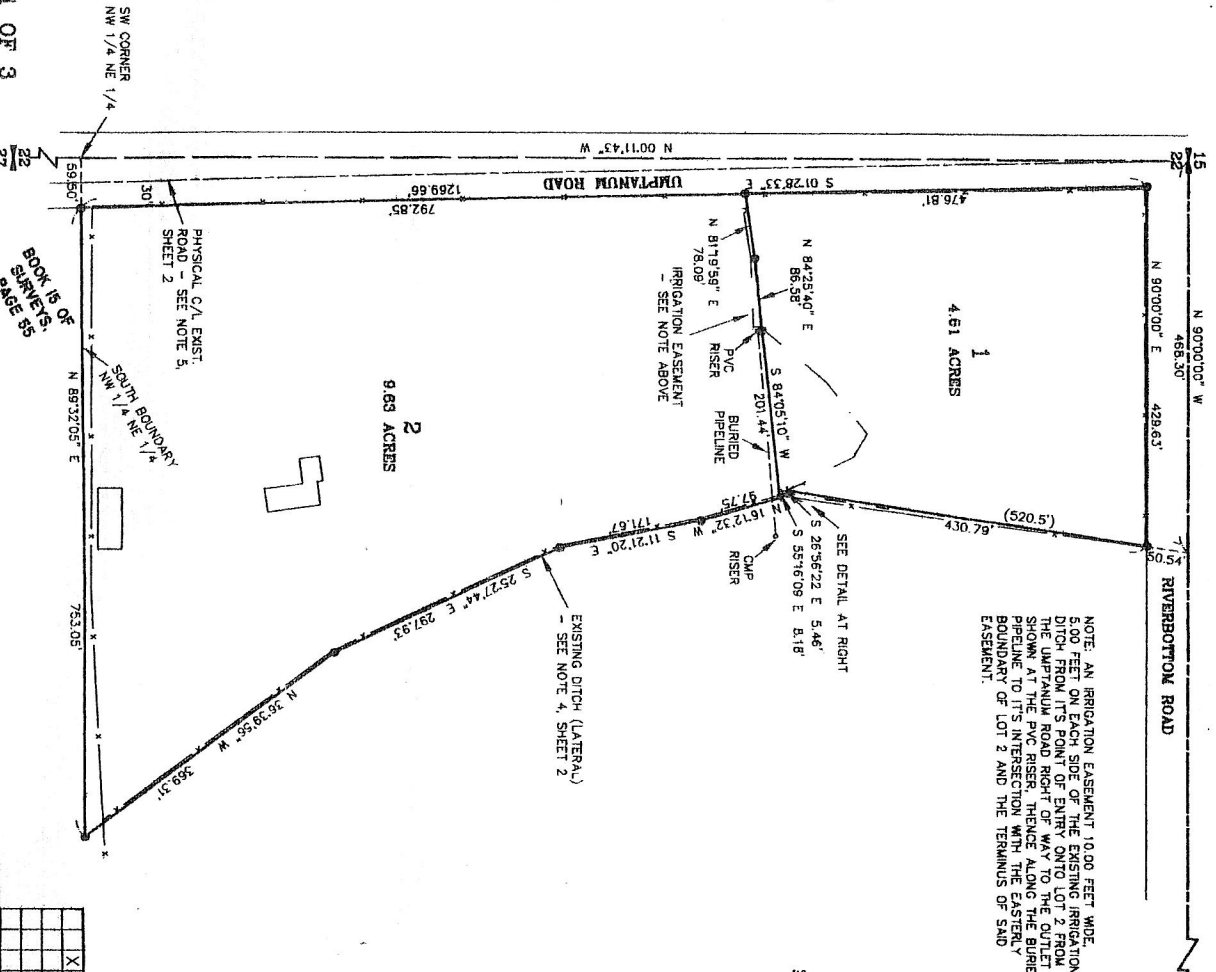 15
22
N 90°00'00" W
468.30'
N 90°00'00" E
429.63'
50.54'
RIVERBOTTOM ROAD
NOTE: AN IRRIGATION EASEMENT 10.00 FEET WIDE,
5.00 FEET ON EACH SIDE OF THE EXISTING IRRIGATION
DITCH FROM IT'S POINT OF ENTRY ONTO LOT 2 FROM
THE UMPTANUM ROAD RIGHT OF WAY TO THE OUTLET
SHOWN AT THE PVC RISER, THENCE ALONG THE BURIE
PIPELINE TO IT'S INTERSECTION WITH THE EASTERLY
BOUNDARY OF LOT 2 AND THE TERMINUS OF SAID
EASEMENT.
1
4.61 ACRES
476.81'
S 01°28'33" E
(520.5')
430.79'
SEE DETAIL AT RIGHT
S 26°56'22 E 5.46'
S 55°16'09 E 8.18'
N 84°25'40" E
86.58'
N 81°19'59" E
78.09'
S 84°05'10" W
201.44'
PVC
RISER
BURIED
PIPELINE
CMP
RISER
IRRIGATION EASEMENT
- SEE NOTE ABOVE
N 00°11'43" W
UMPTANUM ROAD
1269.66'
792.85'
N 16°12'32" W
97.75
S 11°21'20" E
171.67
S 25°27'44" E
297.93'
N 36°39'56" W
369.31'
EXISTING DITCH (LATERAL)
- SEE NOTE 4, SHEET 2
2
9.63 ACRES
PHYSICAL C/L EXIST.
ROAD - SEE NOTE 5,
SHEET 2
30'
59.50'
SOUTH BOUNDARY
NW 1/4 NE 1/4
N 89°32'05" E
753.05'
SW CORNER
NW 1/4 NE 1/4
22
27
BOOK 15 OF
SURVEYS,
PAGE 55
OF 3
X